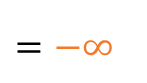 = −∞